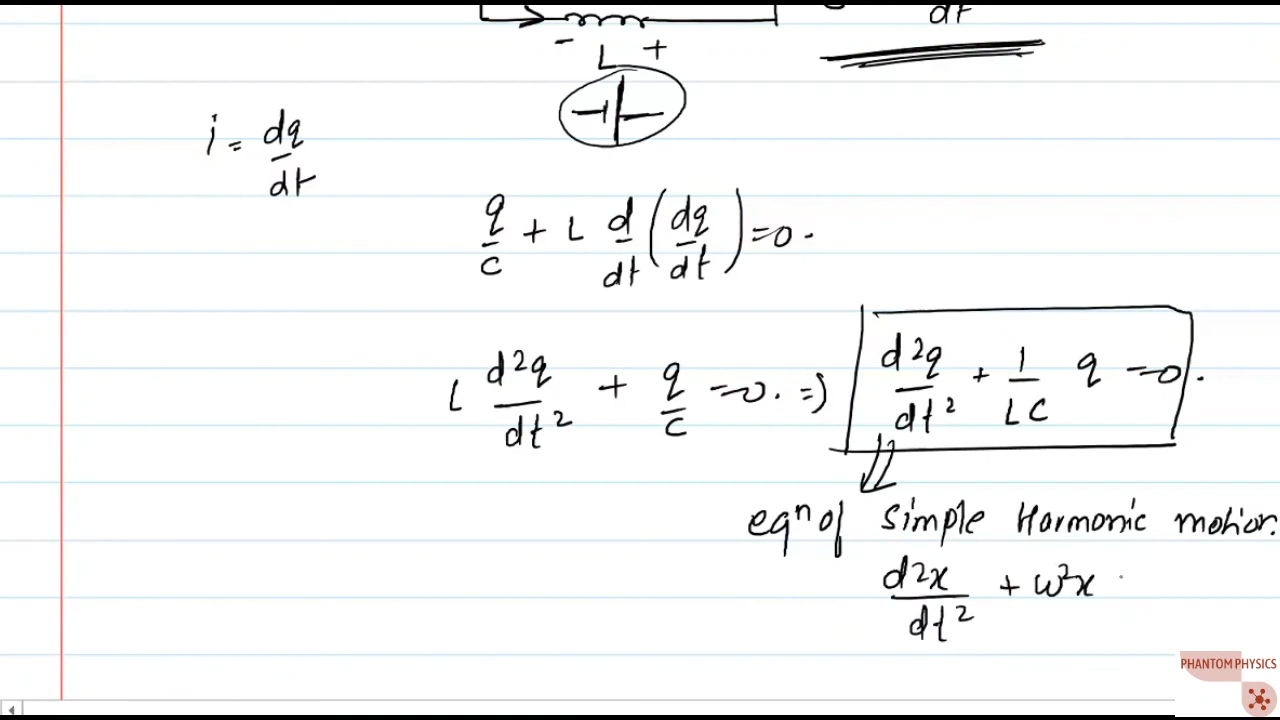 dt
- L +
i = dq/dt
q/c + L d/dt (dq/dt) = 0.
L d²q/dt² + q/c = 0. => d²q/dt² + 1/LC q = 0.
eqⁿ of Simple Harmonic motion.
d²x/dt² + ω²x
PHANTOM PHYSICS